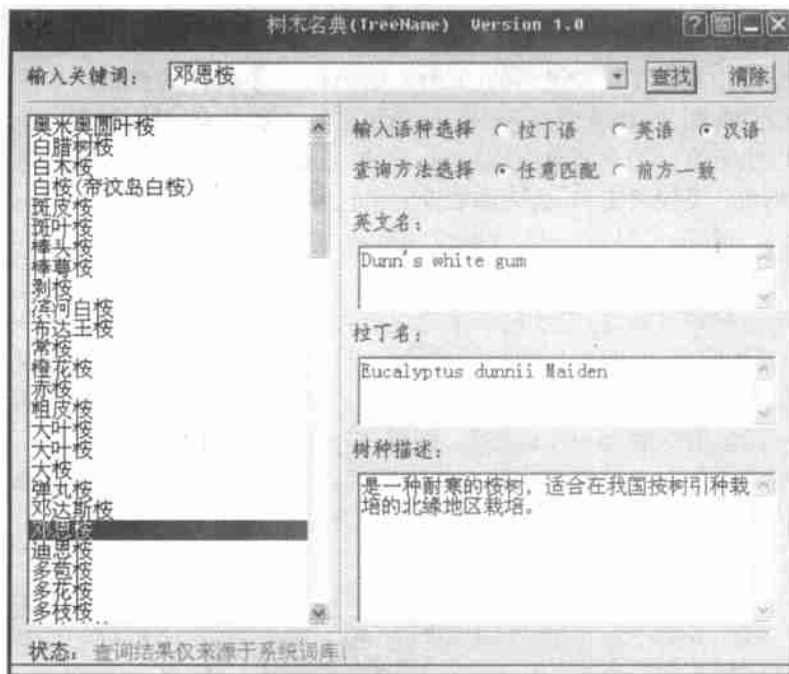 树木名典(TreeName) Version 1.0
输入关键词： 邓恩桉 查找 清除
奥米奥圆叶桉
白腊树桉
白木桉
白桉(帝汶岛白桉)
斑皮桉
斑叶桉
棒头桉
棒萼桉
剥桉
滨河白桉
布达王桉
常桉
橙花桉
赤桉
粗皮桉
大叶桉
大叶桉
大桉
弹丸桉
邓达斯桉
邓恩桉
迪思桉
多苞桉
多花桉
多枝桉
输入语种选择 拉丁语 英语 汉语
查询方法选择 任意匹配 前方一致
英文名：
Dunn's white gum
拉丁名：
Eucalyptus dunnii Maiden
树种描述：
是一种耐寒的桉树，适合在我国按树引种栽
培的北缘地区栽培。
状态： 查询结果仅来源于系统词库！